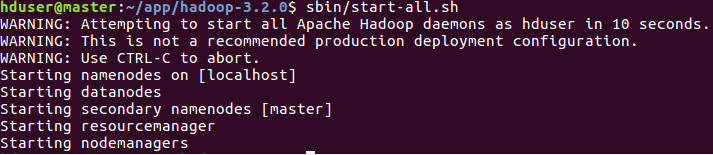 hduser@master:~/app/hadoop-3.2.0$ sbin/start-all.sh
WARNING: Attempting to start all Apache Hadoop daemons as hduser in 10 seconds.
WARNING: This is not a recommended production deployment configuration.
WARNING: Use CTRL-C to abort.
Starting namenodes on [localhost]
Starting datanodes
Starting secondary namenodes [master]
Starting resourcemanager
Starting nodemanagers